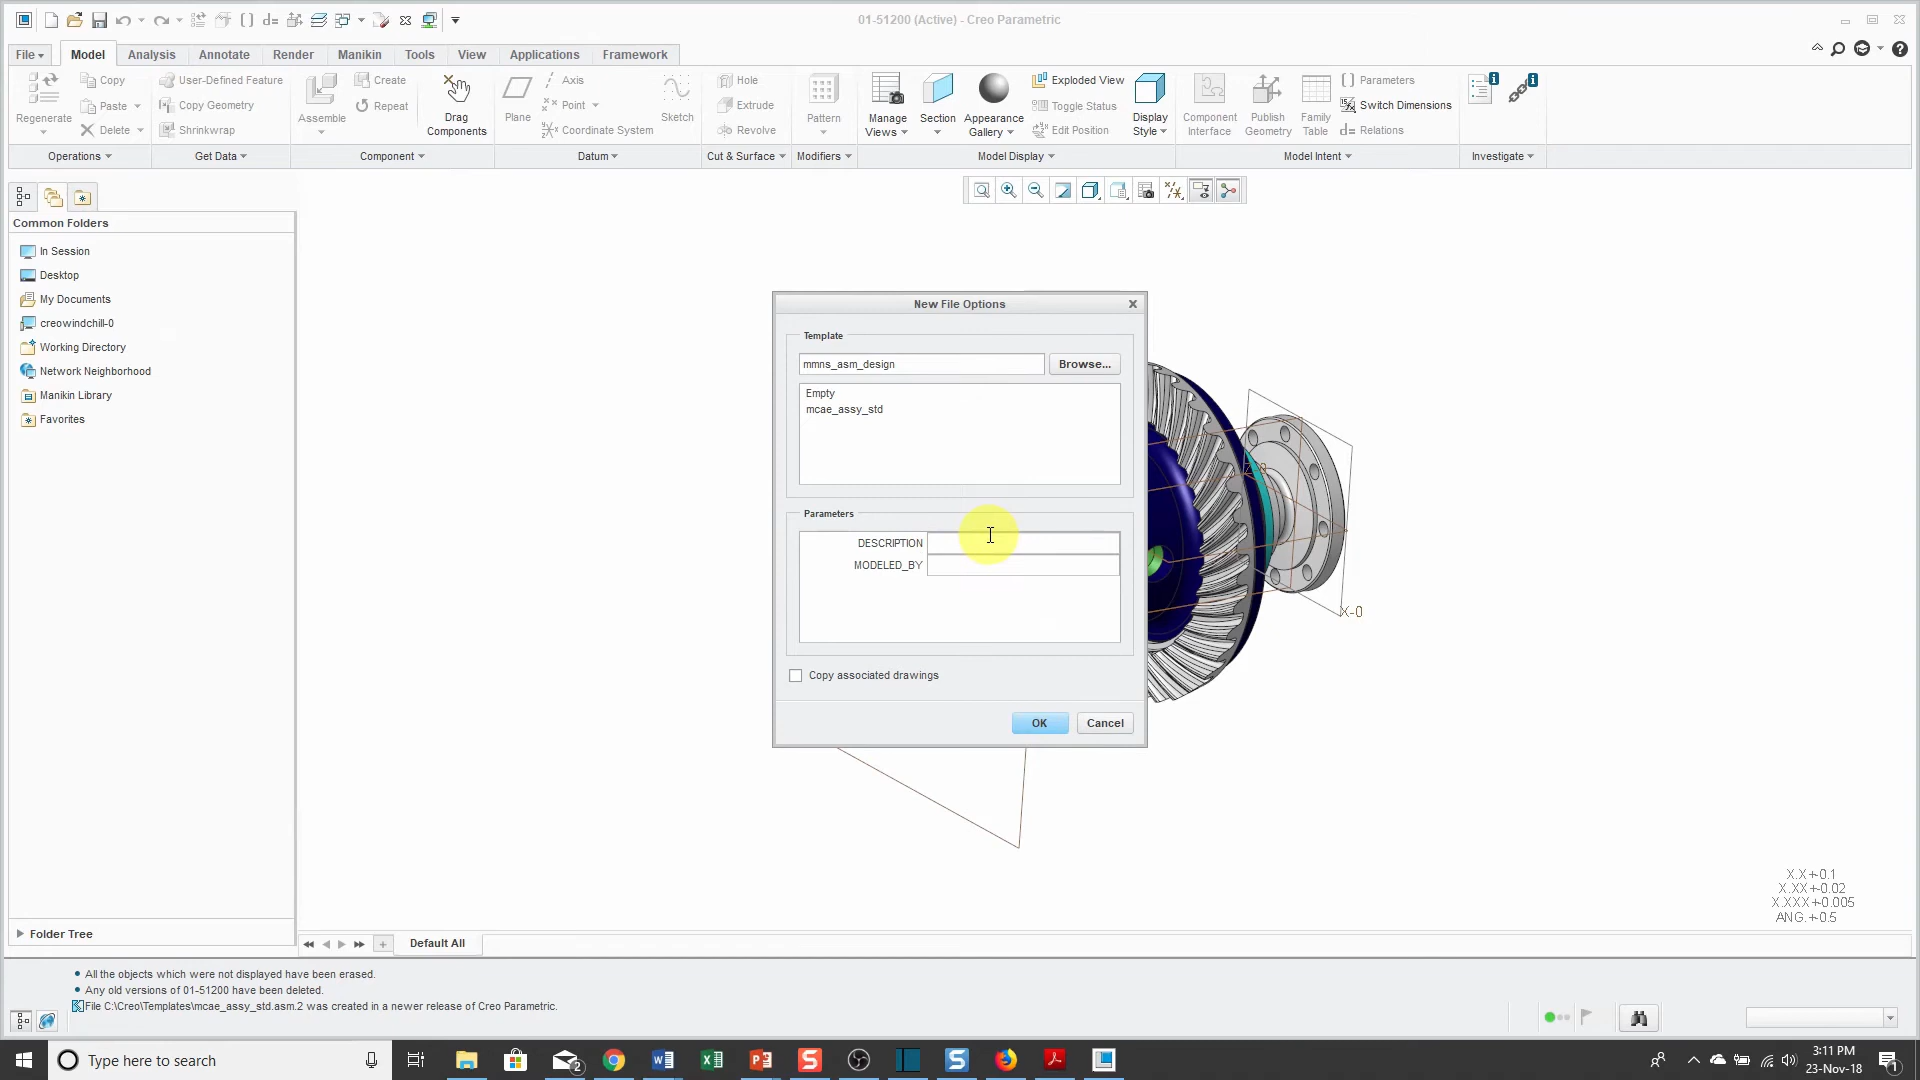 01-51200 (Active) - Creo Parametric
File Model Analysis Annotate Render Manikin Tools View Applications Framework
Regenerate
Copy
Paste
Delete
Operations
User-Defined Feature
Copy Geometry
Shrinkwrap
Get Data
Assemble
Create
Repeat
Drag
Components
Component
Plane
Axis
Point
Coordinate System
Sketch
Datum
Hole
Extrude
Revolve
Cut & Surface
Pattern
Modifiers
Manage
Views
Section
Appearance
Gallery
Exploded View
Toggle Status
Edit Position
Display
Style
Model Display
Component
Interface
Publish
Geometry
Family
Table
Parameters
Switch Dimensions
d= Relations
Model Intent
Investigate
Common Folders
In Session
Desktop
My Documents
creowindchill-0
Working Directory
Network Neighborhood
Manikin Library
Favorites
Folder Tree
New File Options
Template
mmns_asm_design
Browse...
Empty
mcae_assy_std
Parameters
DESCRIPTION
MODELED_BY
Copy associated drawings
OK Cancel
X-0
X.X+-0.1
X.XX+-0.02
X.XXX+-0.005
ANG.+-0.5
Default All
All the objects which were not displayed have been erased.
Any old versions of 01-51200 have been deleted.
File C:\Creo\Templates\mcae_assy_std.asm.2 was created in a newer release of Creo Parametric.
Type here to search
2
3:11 PM
23-Nov-18
1